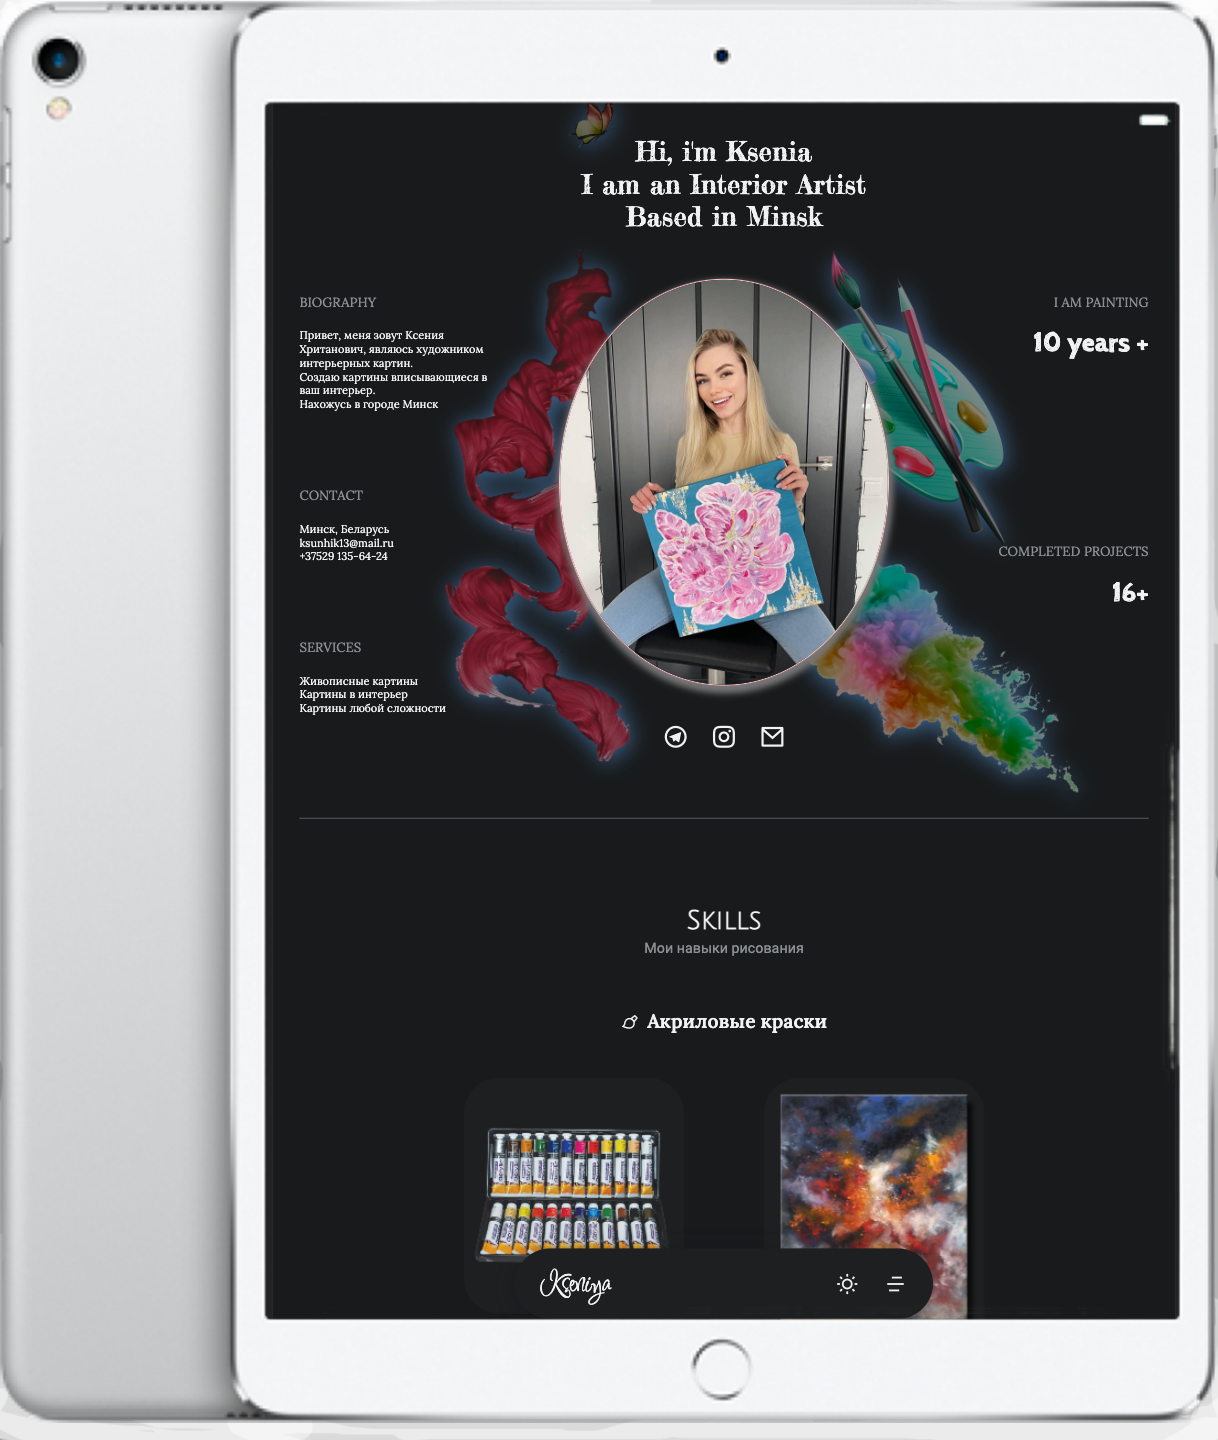 Hi, i'm Ksenia
I am an Interior Artist
Based in Minsk
BIOGRAPHY
Привет, меня зовут Ксения
Хританович, являюсь художником
интерьерных картин.
Создаю картины вписывающиеся в
ваш интерьер.
Нахожусь в городе Минск
CONTACT
Минск, Беларусь
ksunhik13@mail.ru
+37529 135-64-24
SERVICES
Живописные картины
Картины в интерьер
Картины любой сложности
I AM PAINTING
10 years +
COMPLETED PROJECTS
16+
Skills
Мои навыки рисования
Акриловые краски
Kseniya